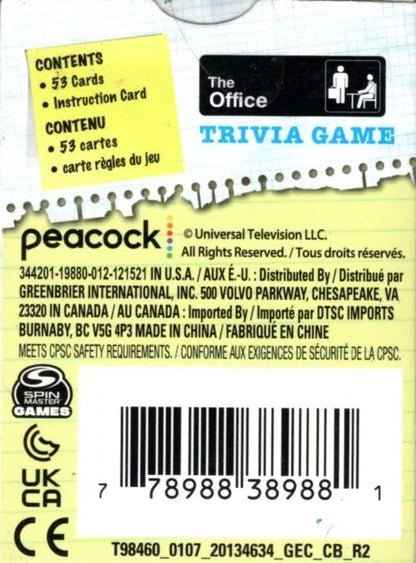 CONTENTS
• 53 Cards
• Instruction Card
CONTENU
• 53 cartes
• carte règles du jeu
The
Office
TRIVIA GAME
peacock
© Universal Television LLC.
All Rights Reserved. / Tous droits réservés.
344201-19880-012-121521 IN U.S.A. / AUX É.-U. : Distributed By / Distribué par
GREENBRIER INTERNATIONAL, INC. 500 VOLVO PARKWAY, CHESAPEAKE, VA
23320 IN CANADA / AU CANADA : Imported By / Importé par DTSC IMPORTS
BURNABY, BC V5G 4P3 MADE IN CHINA / FABRIQUÉ EN CHINE
MEETS CPSC SAFETY REQUIREMENTS. / CONFORME AUX EXIGENCES DE SÉCURITÉ DE LA CPSC.
SPIN
MASTER
GAMES
UK
CA
CE
7 78988 38988 1
T98460_0107_20134634_GEC_CB_R2